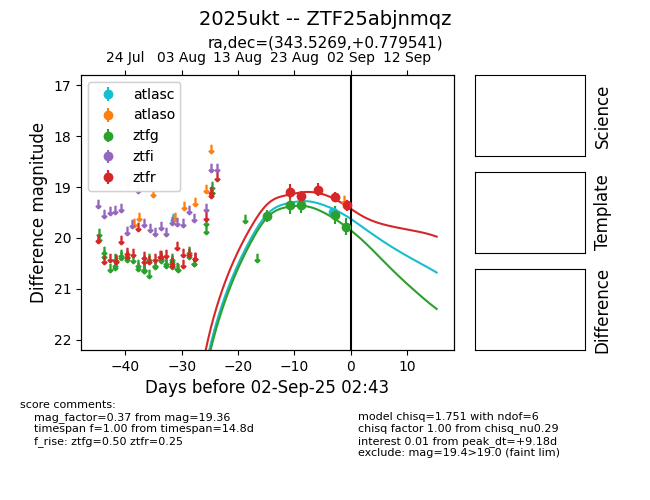 2025ukt -- ZTF25abjnmqz
ra,dec=(343.5269,+0.779541)
24 Jul 03 Aug 13 Aug 23 Aug 02 Sep 12 Sep
17
18
19
20
21
22
Difference magnitude
atlasc
atlaso
ztfg
ztfi
ztfr
−40 −30 −20 −10 0 10
Days before 02-Sep-25 02:43
Science
Template
Difference
score comments:
mag_factor=0.37 from mag=19.36
timespan f=1.00 from timespan=14.8d
f_rise: ztfg=0.50 ztfr=0.25
model chisq=1.751 with ndof=6
chisq factor 1.00 from chisq_nu0.29
interest 0.01 from peak_dt=+9.18d
exclude: mag=19.4>19.0 (faint lim)